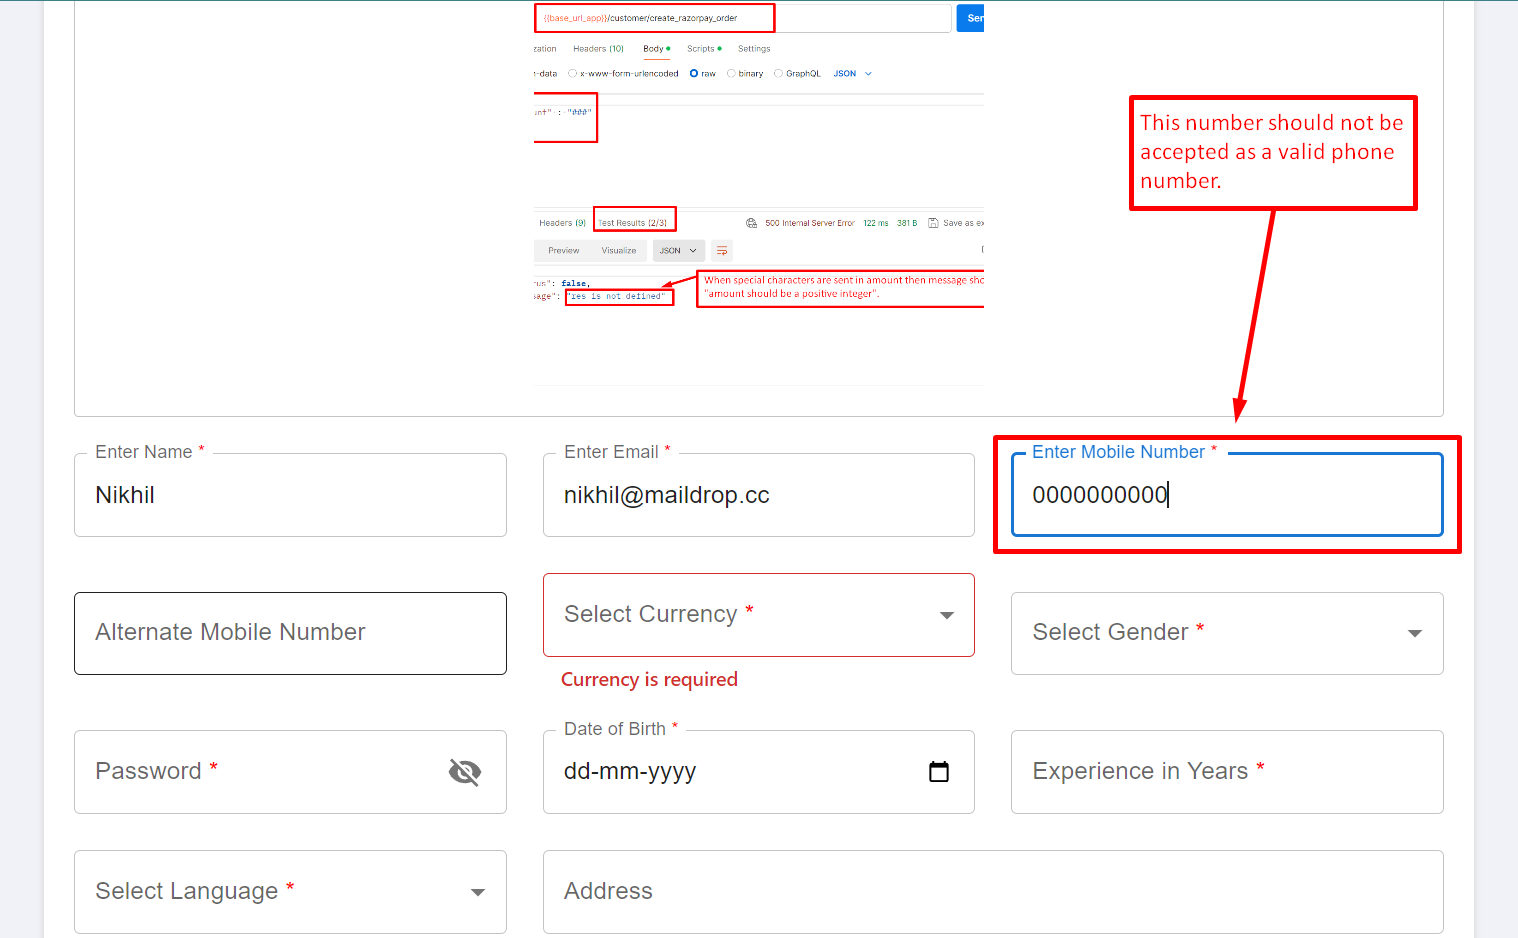 {{base_url_app}}/customer/create_razorpay_order
Ser
zation Headers (10) Body Scripts Settings
-data x-www-form-urlencoded raw binary GraphQL JSON
unt" : "###"
This number should not be
accepted as a valid phone
number.
Headers (9) Test Results (2/3) 500 Internal Server Error 122 ms 381 B Save as ex
Preview Visualize JSON
tus": false,
sage": "res is not defined"
When special characters are sent in amount then message sho
"amount should be a positive integer".
Enter Name * Enter Email * Enter Mobile Number *
Nikhil nikhil@maildrop.cc 0000000000
Alternate Mobile Number Select Currency * Select Gender *
Currency is required
Date of Birth *
Password * dd-mm-yyyy Experience in Years *
Select Language * Address